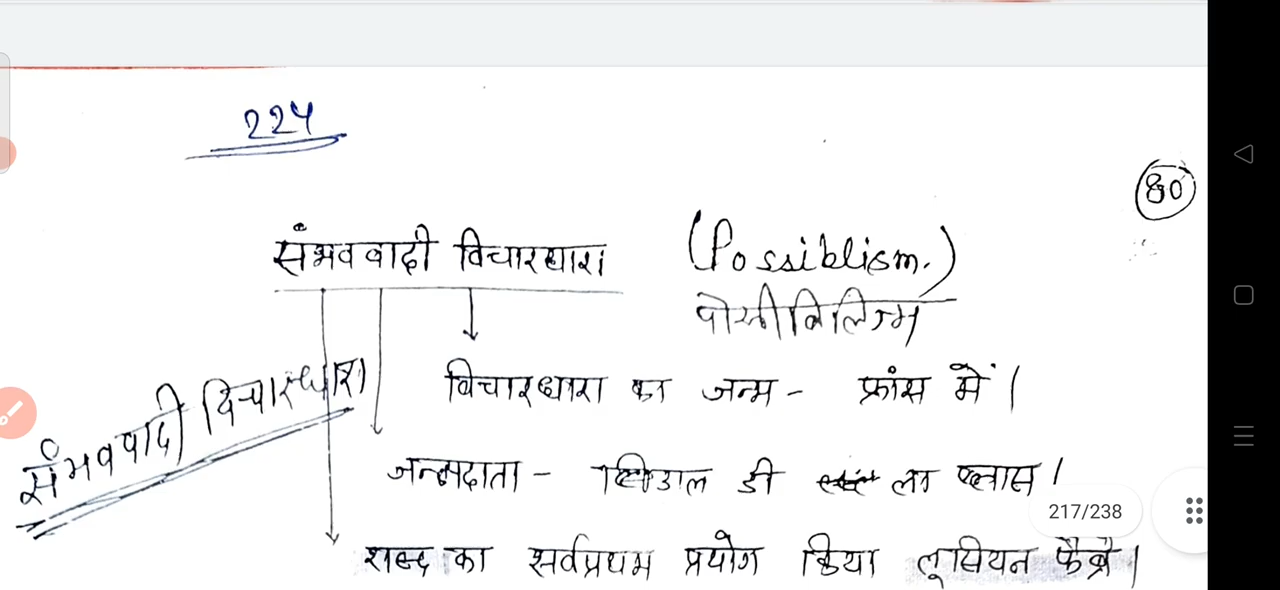 224
80
संभववादी विचारधारा (Possiblism.)
पोसीबिलिज्म
संभववादी विचारधारा
विचारधारा का जन्म - फ्रांस में।
जन्मदाता - विडाल डी ला ब्लास।
217/238
शब्द का सर्वप्रथम प्रयोग किया लूसियन फैब्रे।